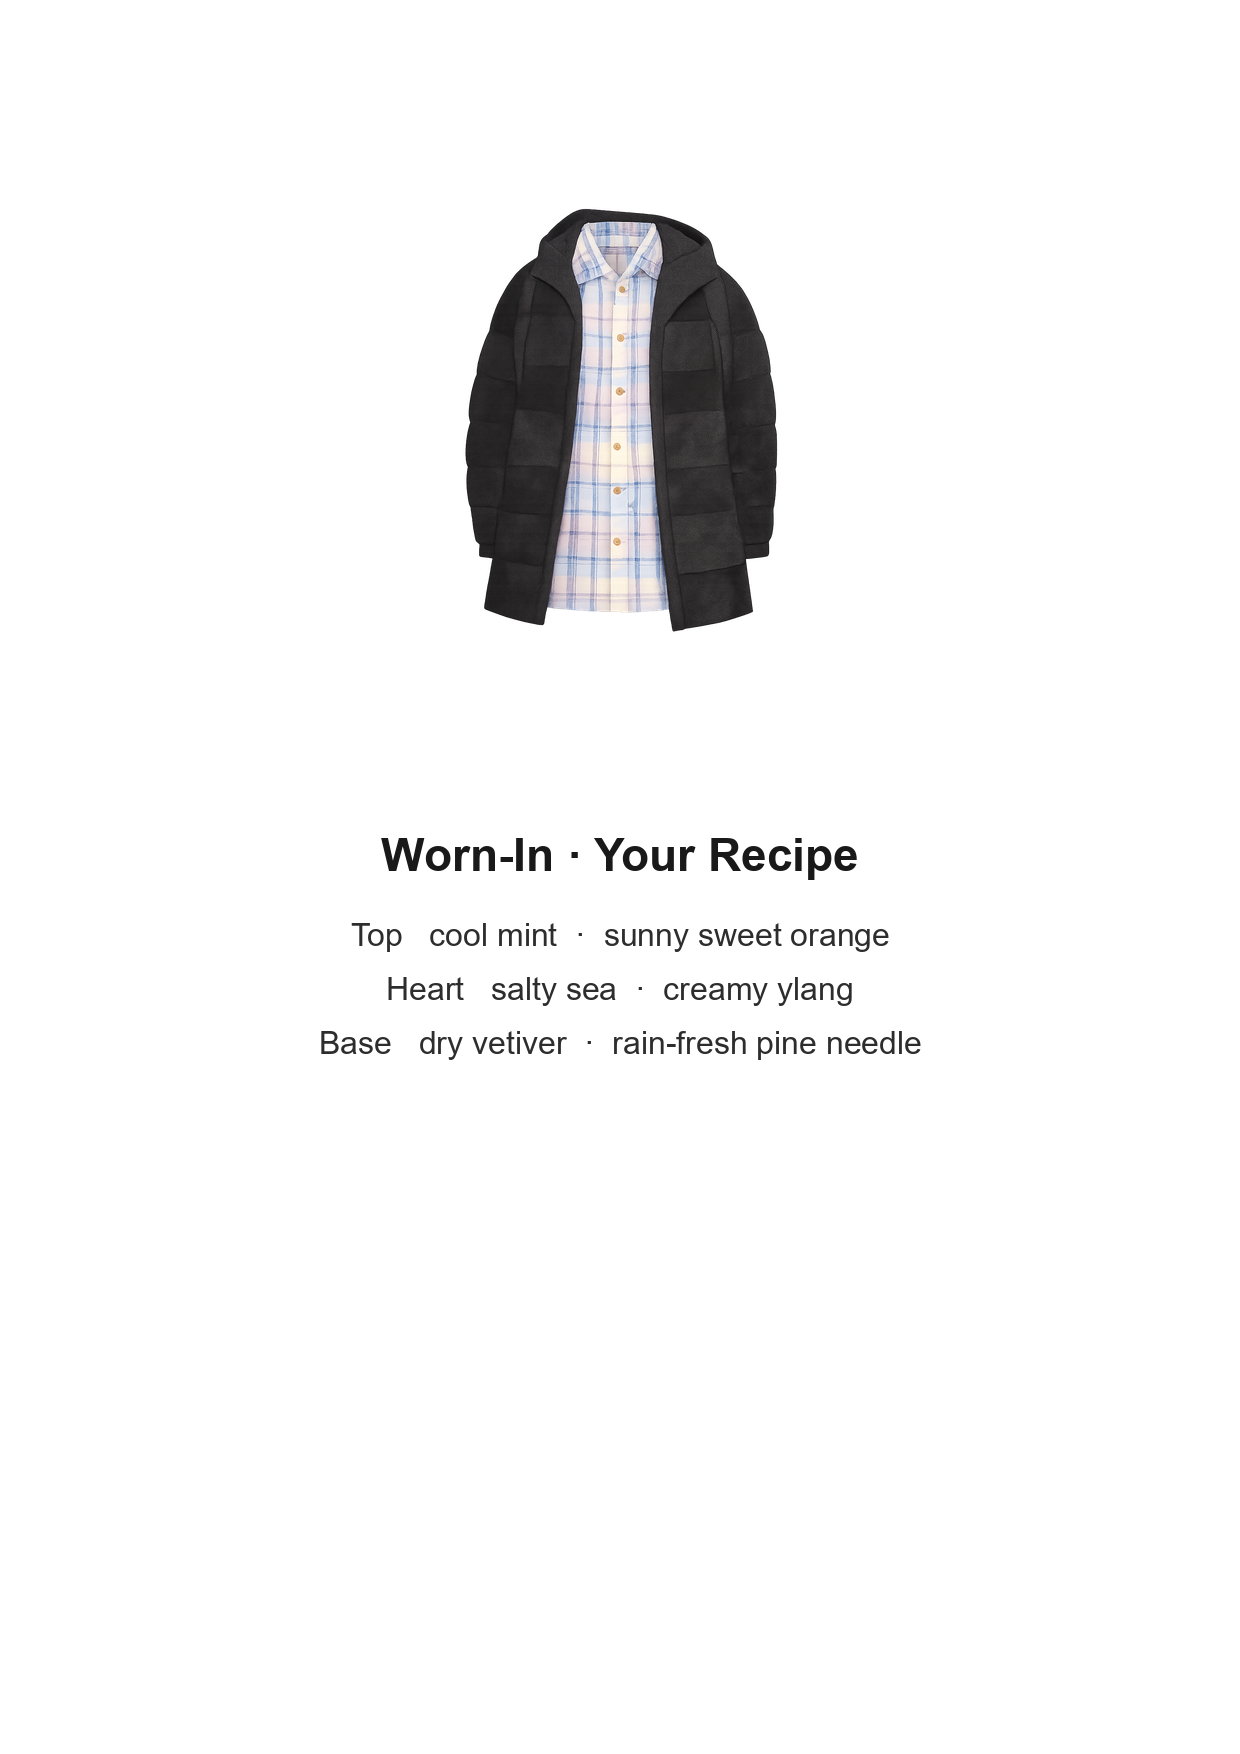 Worn-In · Your Recipe
Top cool mint · sunny sweet orange
Heart salty sea · creamy ylang
Base dry vetiver · rain-fresh pine needle